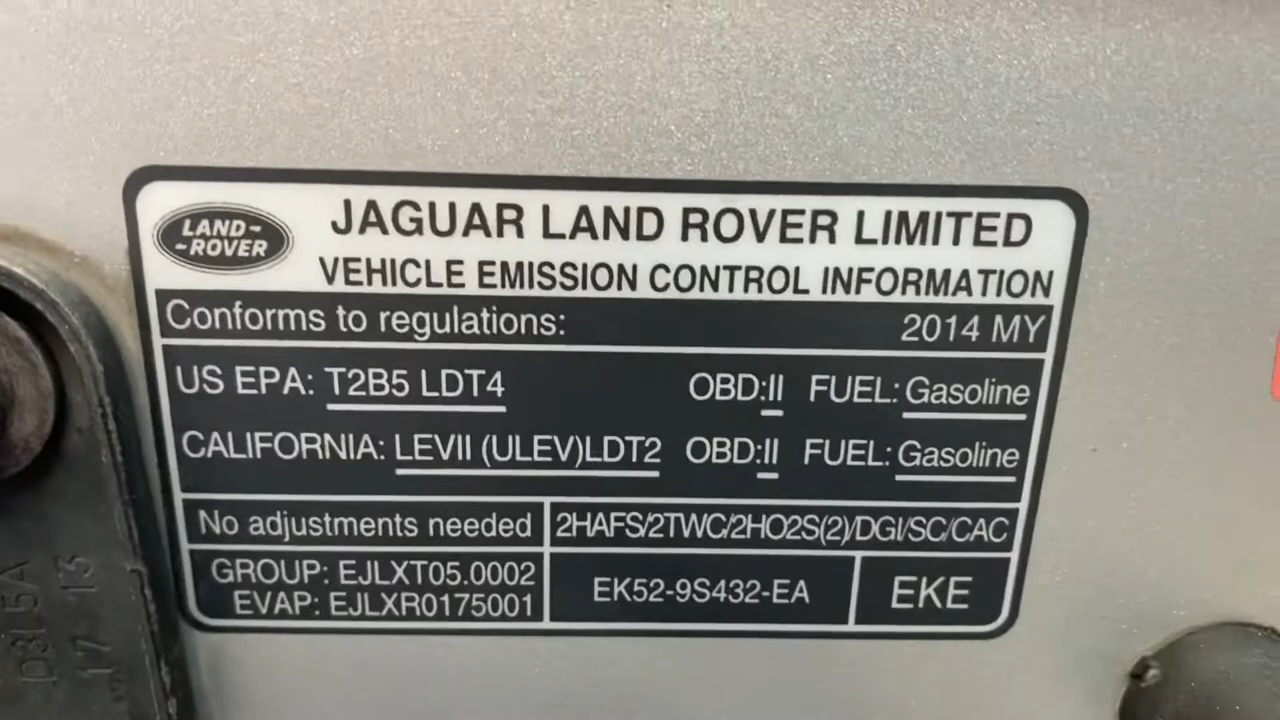 LAND-
-ROVER
JAGUAR LAND ROVER LIMITED
VEHICLE EMISSION CONTROL INFORMATION
Conforms to regulations: 2014 MY
US EPA: T2B5 LDT4 OBD:II FUEL: Gasoline
CALIFORNIA: LEVII (ULEV)LDT2 OBD:II FUEL: Gasoline
No adjustments needed 2HAFS/2TWC/2HO2S(2)/DGI/SC/CAC
GROUP: EJLXT05.0002
EVAP: EJLXR0175001
EK52-9S432-EA EKE
17 13